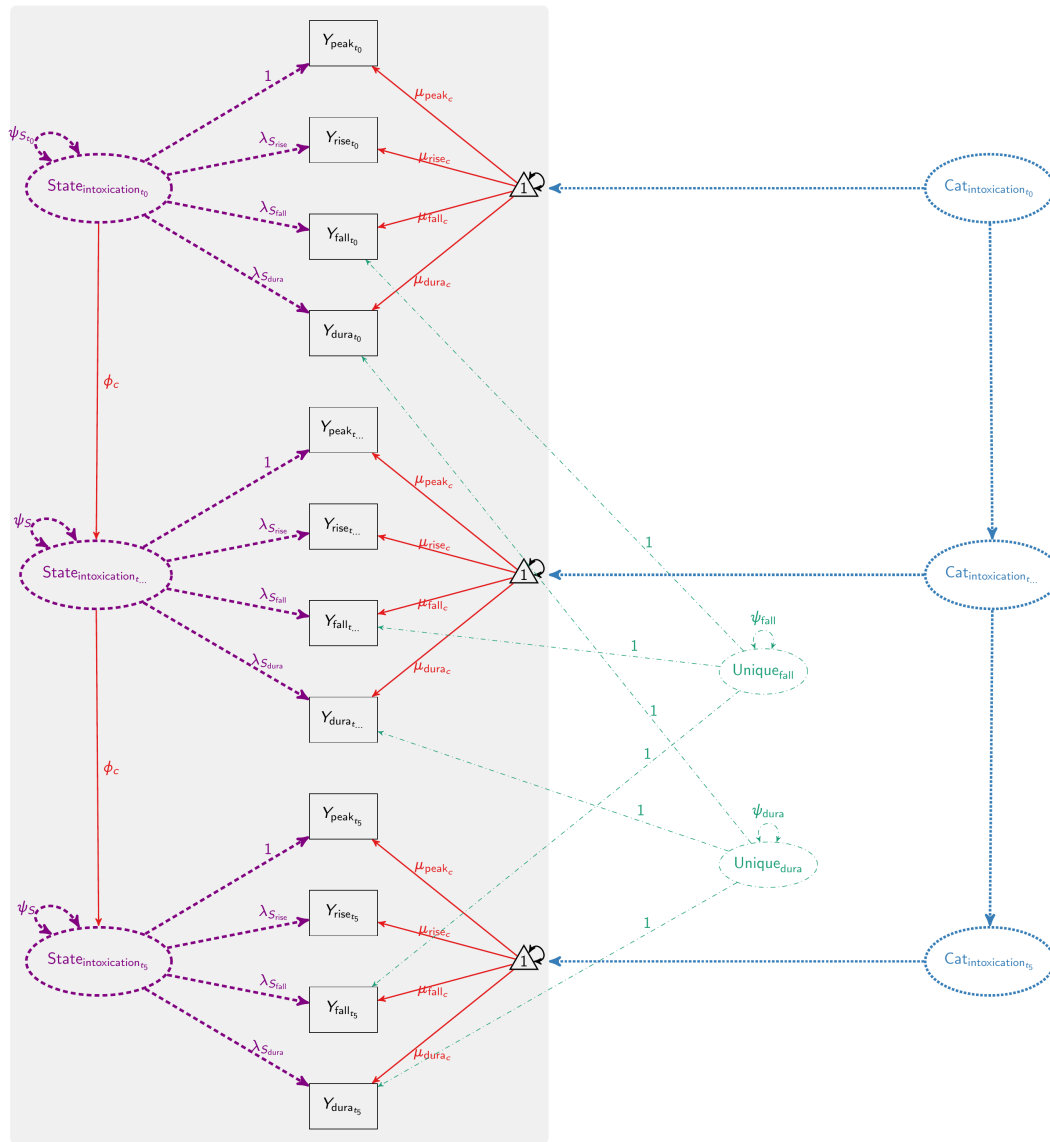 Y_peak_t0
1
μ_peak_c
ψ_S_t0
λ_S_rise
Y_rise_t0
μ_rise_c
State_intoxication_t0
1
Cat_intoxication_t0
λ_S_fall
Y_fall_t0
μ_fall_c
λ_S_dura
μ_dura_c
Y_dura_t0
ϕ_c
Y_peak_t...
1
μ_peak_c
ψ_S
λ_S_rise
Y_rise_t...
μ_rise_c
1
State_intoxication_t...
1
Cat_intoxication_t...
λ_S_fall
Y_fall_t...
μ_fall_c
ψ_fall
1
λ_S_dura
μ_dura_c
Unique_fall
Y_dura_t...
1
ϕ_c
1
Y_peak_t5
1
ψ_dura
1
μ_peak_c
Unique_dura
ψ_S
λ_S_rise
Y_rise_t5
μ_rise_c
1
State_intoxication_t5
1
Cat_intoxication_t5
λ_S_fall
Y_fall_t5
μ_fall_c
λ_S_dura
μ_dura_c
Y_dura_t5